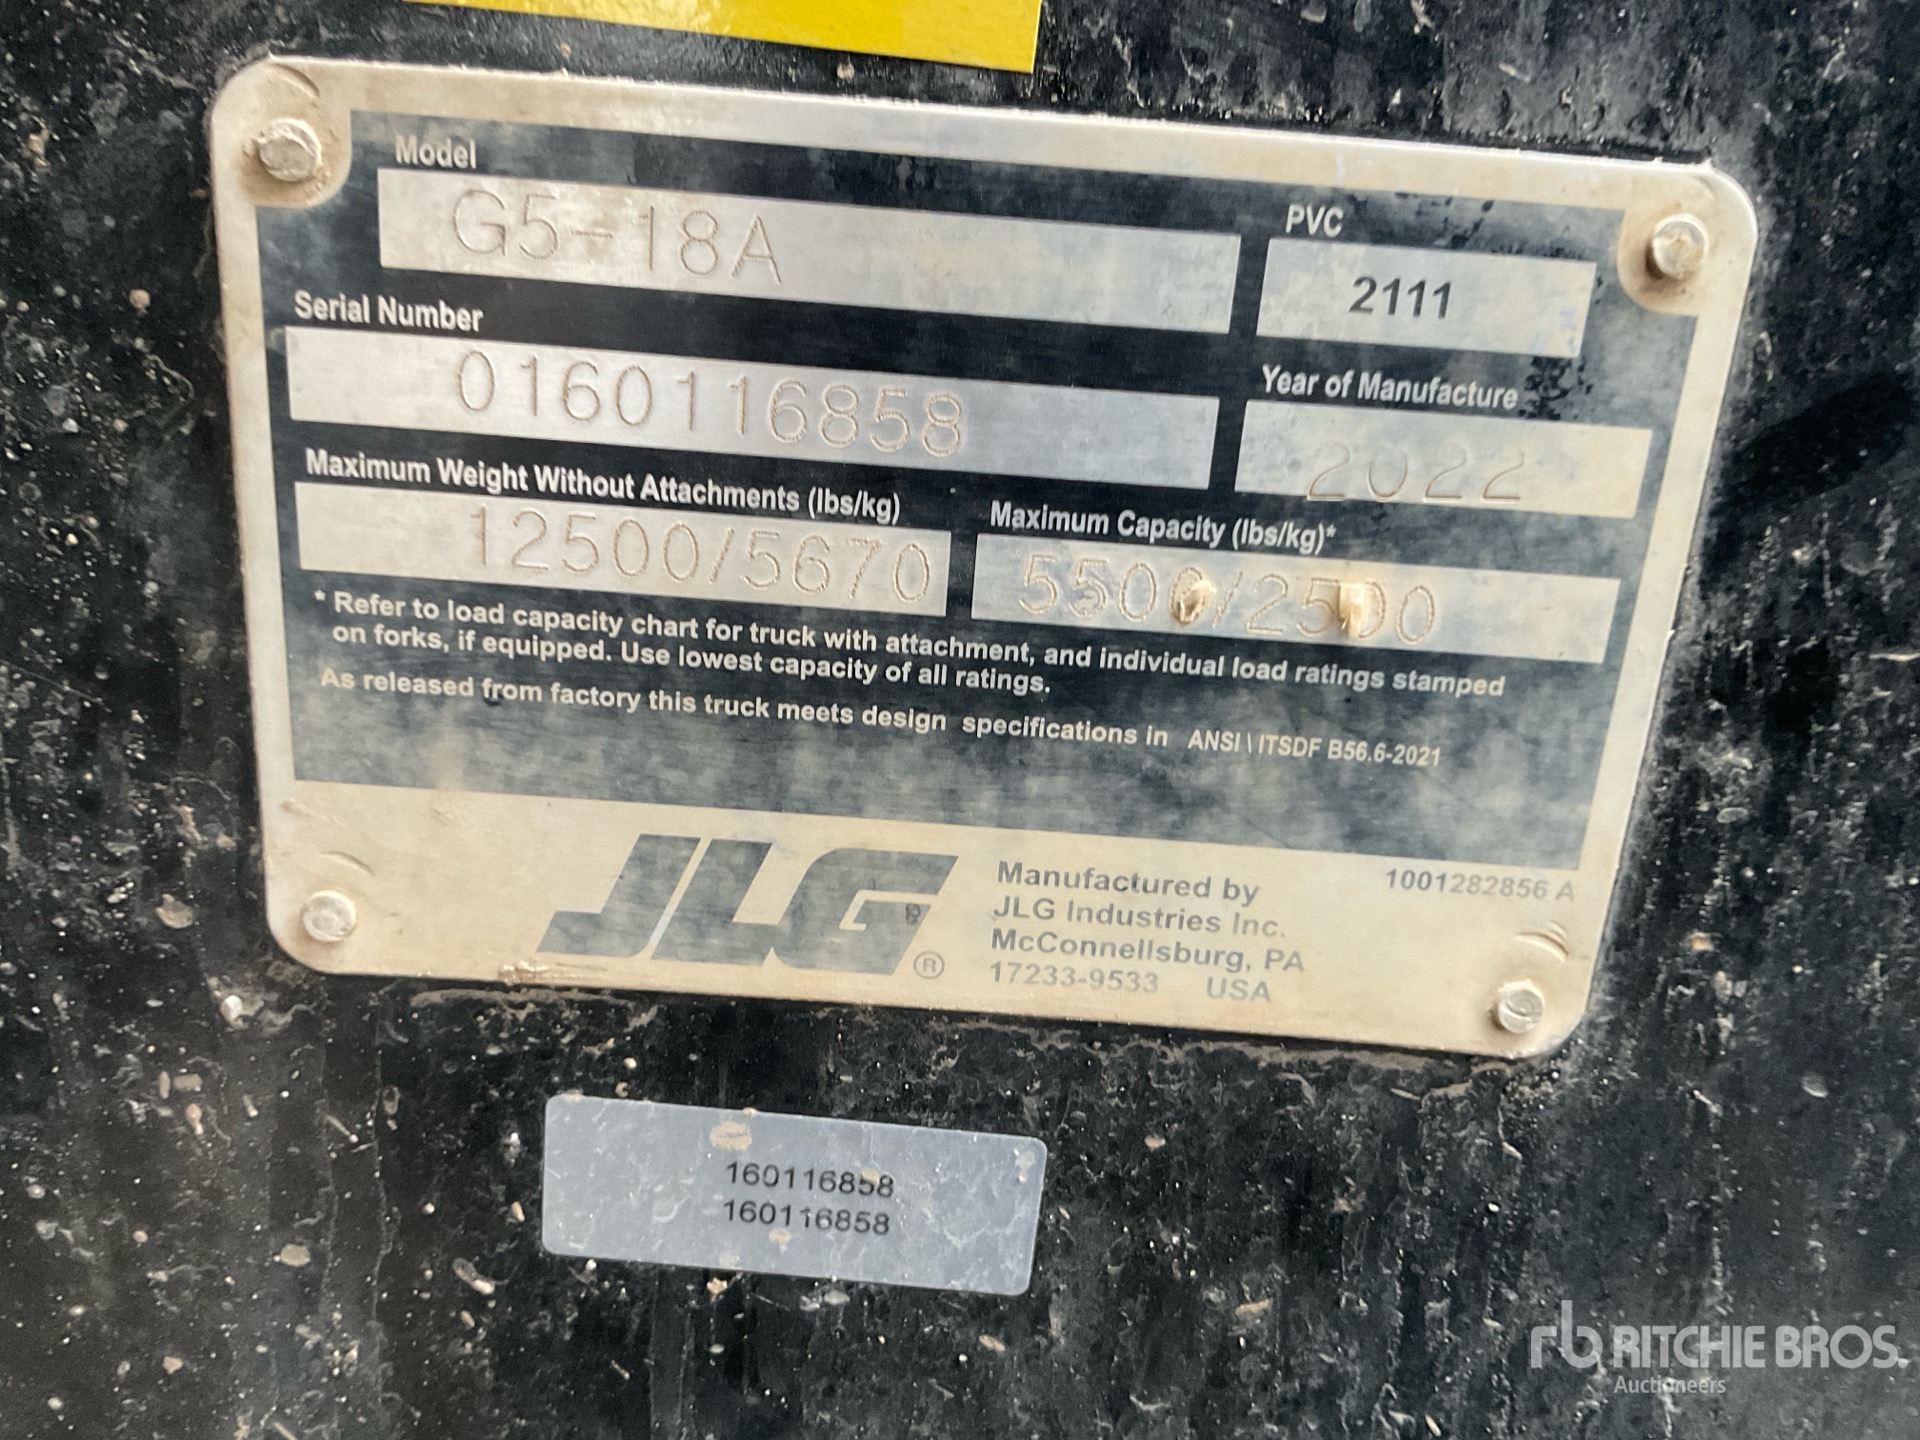 Model
G5-18A
PVC
2111
Serial Number
0160116858
Year of Manufacture
2022
Maximum Weight Without Attachments (lbs/kg)
12500/5670
Maximum Capacity (lbs/kg)*
5500/2500
* Refer to load capacity chart for truck with attachment, and individual load ratings stamped
on forks, if equipped. Use lowest capacity of all ratings.
As released from factory this truck meets design specifications in ANSI \ ITSDF B56.6-2021
JLG®
Manufactured by
JLG Industries Inc.
McConnellsburg, PA
17233-9533 USA
1001282856 A
160116858
160116858
rb RITCHIE BROS.
Auctioneers